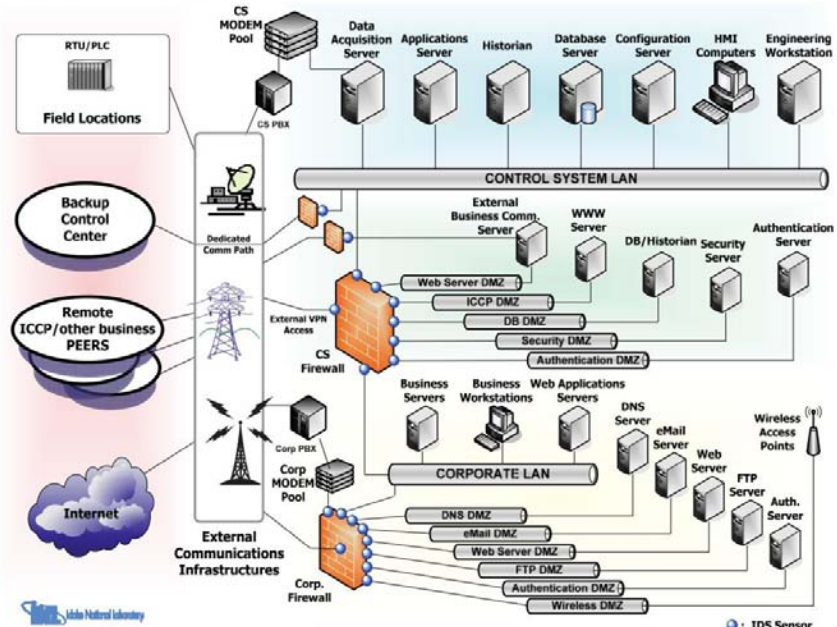 CS
MODEM
Pool
Data
Acquisition
Server
Applications
Server
Historian
Database
Server
Configuration
Server
HMI
Computers
Engineering
Workstation
RTU/PLC
Field Locations
CS PBX
CONTROL SYSTEM LAN
Backup
Control
Center
Dedicated
Comm Path
External
Business Comm.
Server
WWW
Server
DB/Historian
Security
Server
Authentication
Server
Web Server DMZ
ICCP DMZ
DB DMZ
Security DMZ
Authentication DMZ
Remote
ICCP/other business
PEERS
External VPN
Access
CS
Firewall
Business
Servers
Business
Workstations
Web Applications
Servers
DNS
Server
eMail
Server
Web
Server
FTP
Server
Auth.
Server
Wireless
Access
Points
Corp PBX
Corp
MODEM
Pool
CORPORATE LAN
Internet
External
Communications
Infrastructures
Corp.
Firewall
DNS DMZ
eMail DMZ
Web Server DMZ
FTP DMZ
Authentication DMZ
Wireless DMZ
Idaho National Laboratory
: IDS Sensor